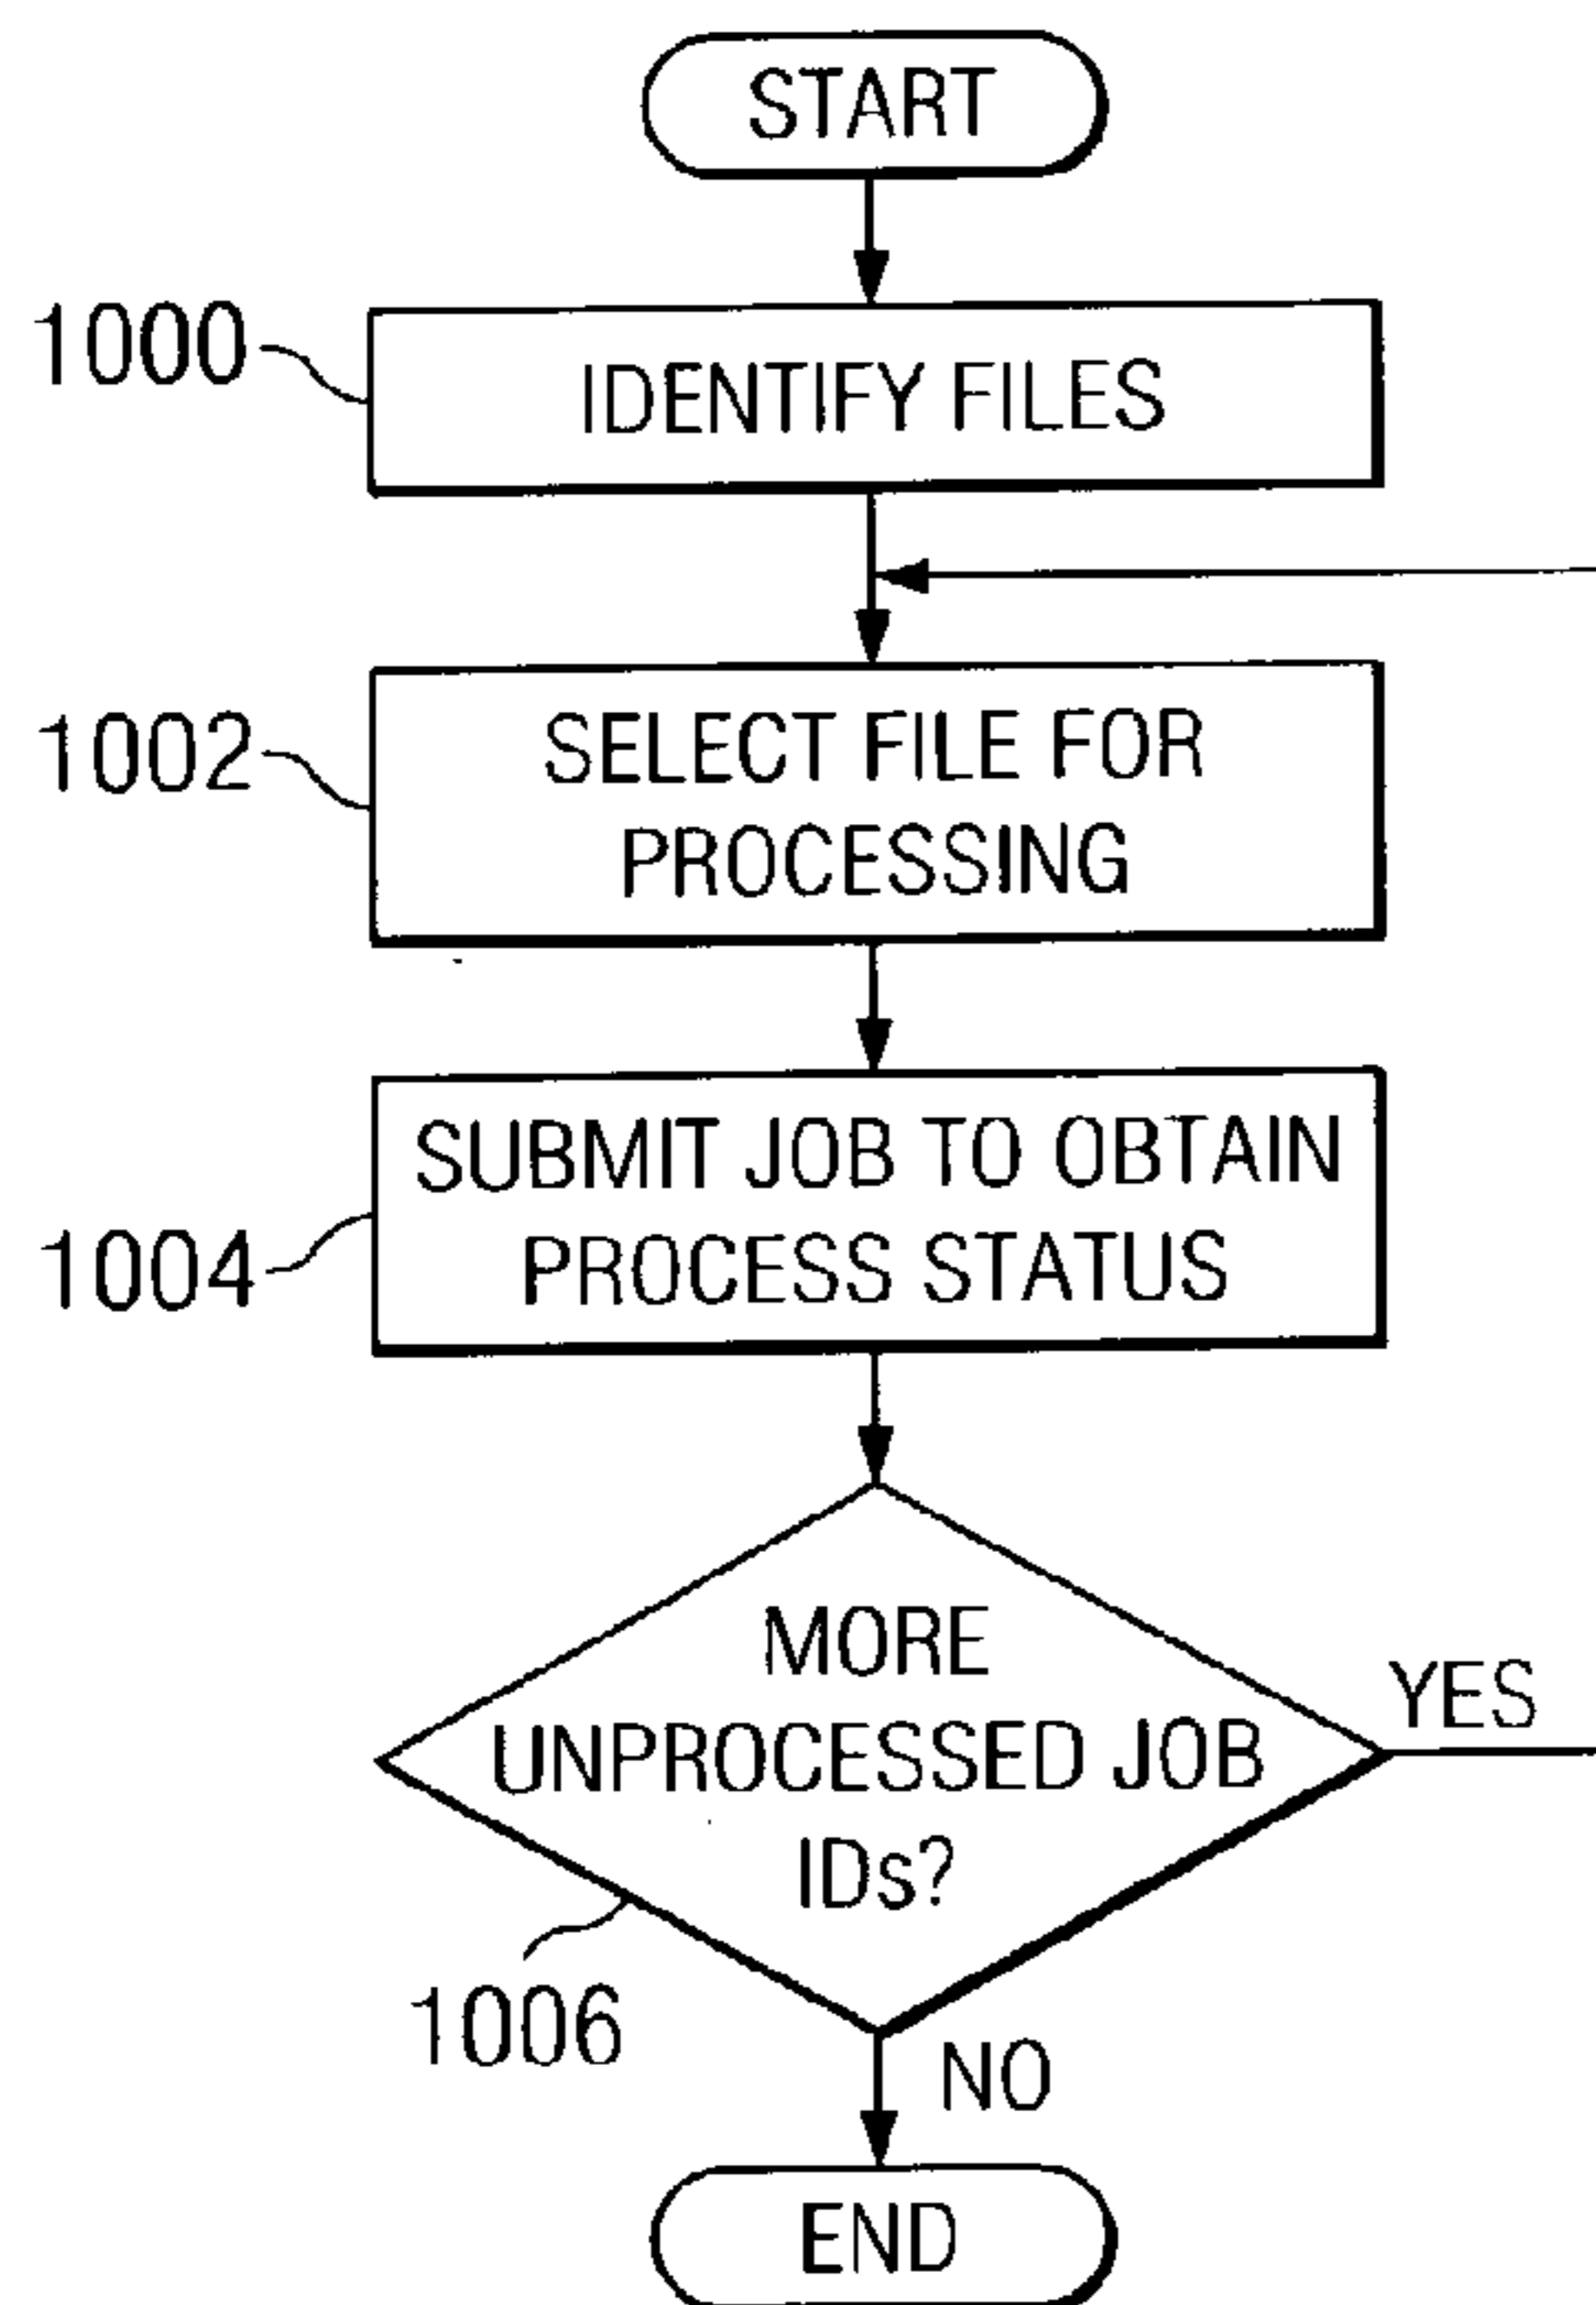 START
1000
IDENTIFY FILES
1002
SELECT FILE FOR
PROCESSING
SUBMIT JOB TO OBTAIN
PROCESS STATUS
1004
MORE
UNPROCESSED JOB
IDs?
YES
1006
NO
END